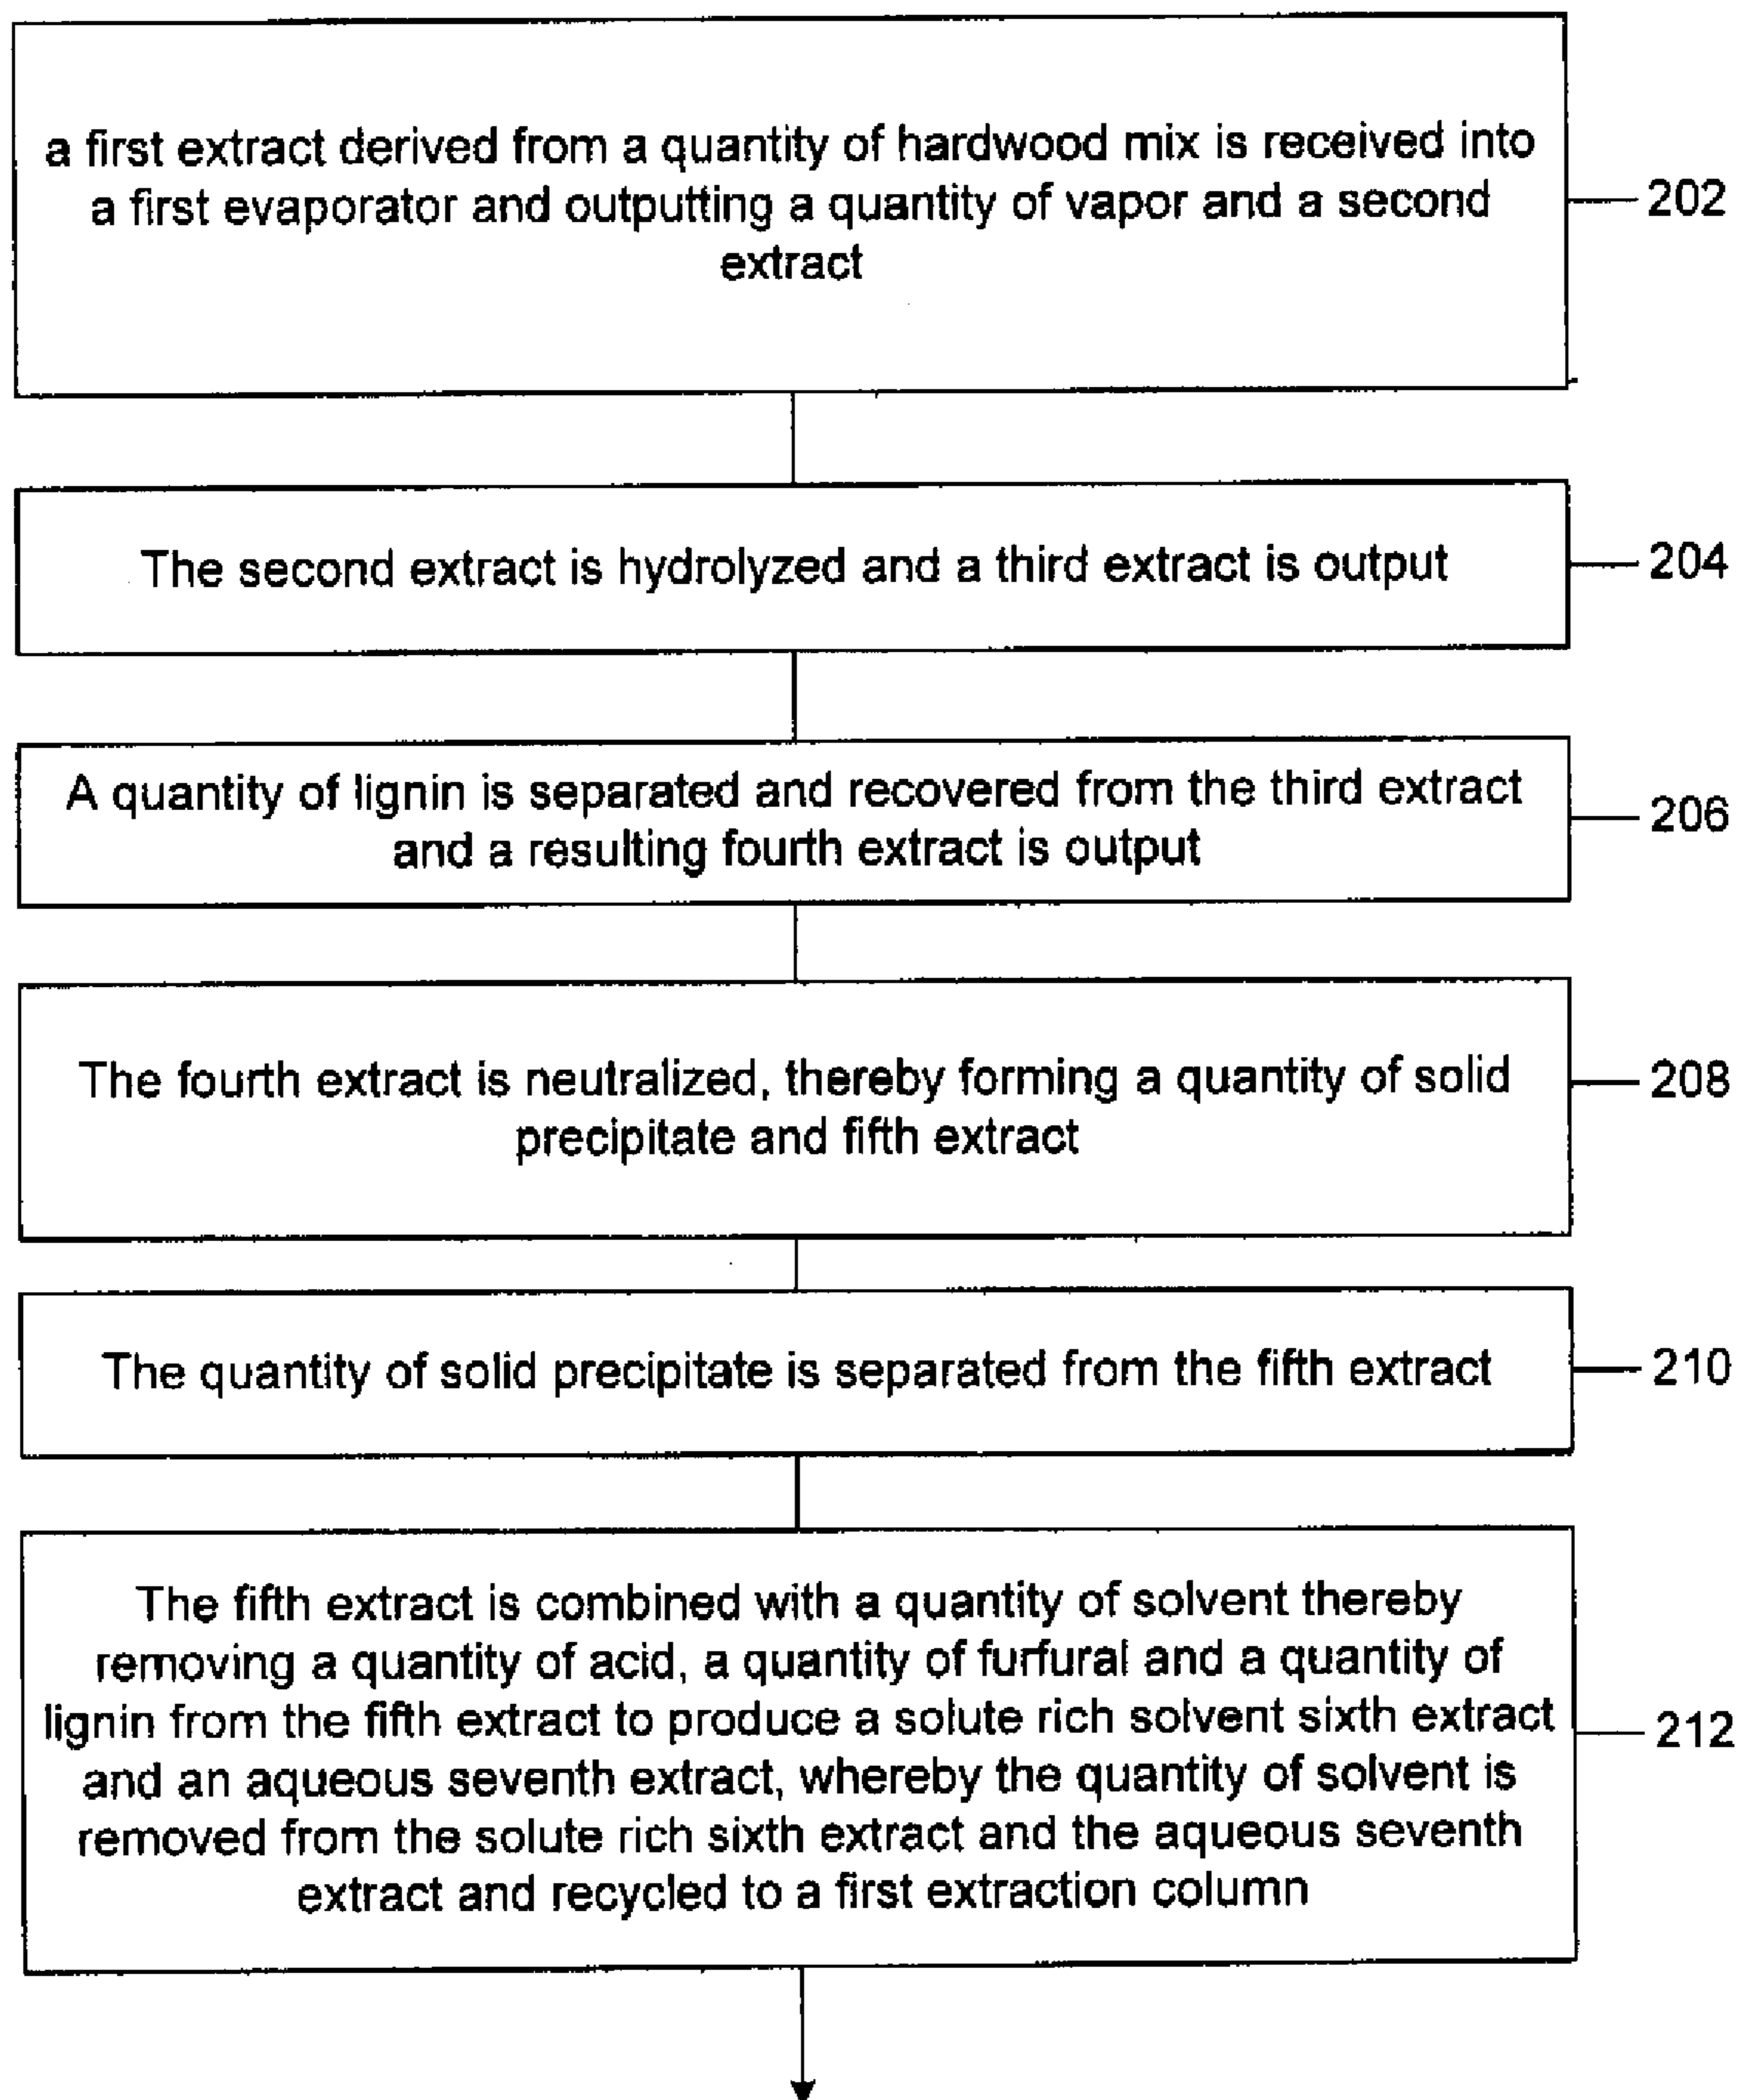 a first extract derived from a quantity of hardwood mix is received into
a first evaporator and outputting a quantity of vapor and a second
extract
202
The second extract is hydrolyzed and a third extract is output
204
A quantity of lignin is separated and recovered from the third extract
and a resulting fourth extract is output
206
The fourth extract is neutralized, thereby forming a quantity of solid
precipitate and fifth extract
208
The quantity of solid precipitate is separated from the fifth extract
210
The fifth extract is combined with a quantity of solvent thereby
removing a quantity of acid, a quantity of furfural and a quantity of
lignin from the fifth extract to produce a solute rich solvent sixth extract
and an aqueous seventh extract, whereby the quantity of solvent is
removed from the solute rich sixth extract and the aqueous seventh
extract and recycled to a first extraction column
212